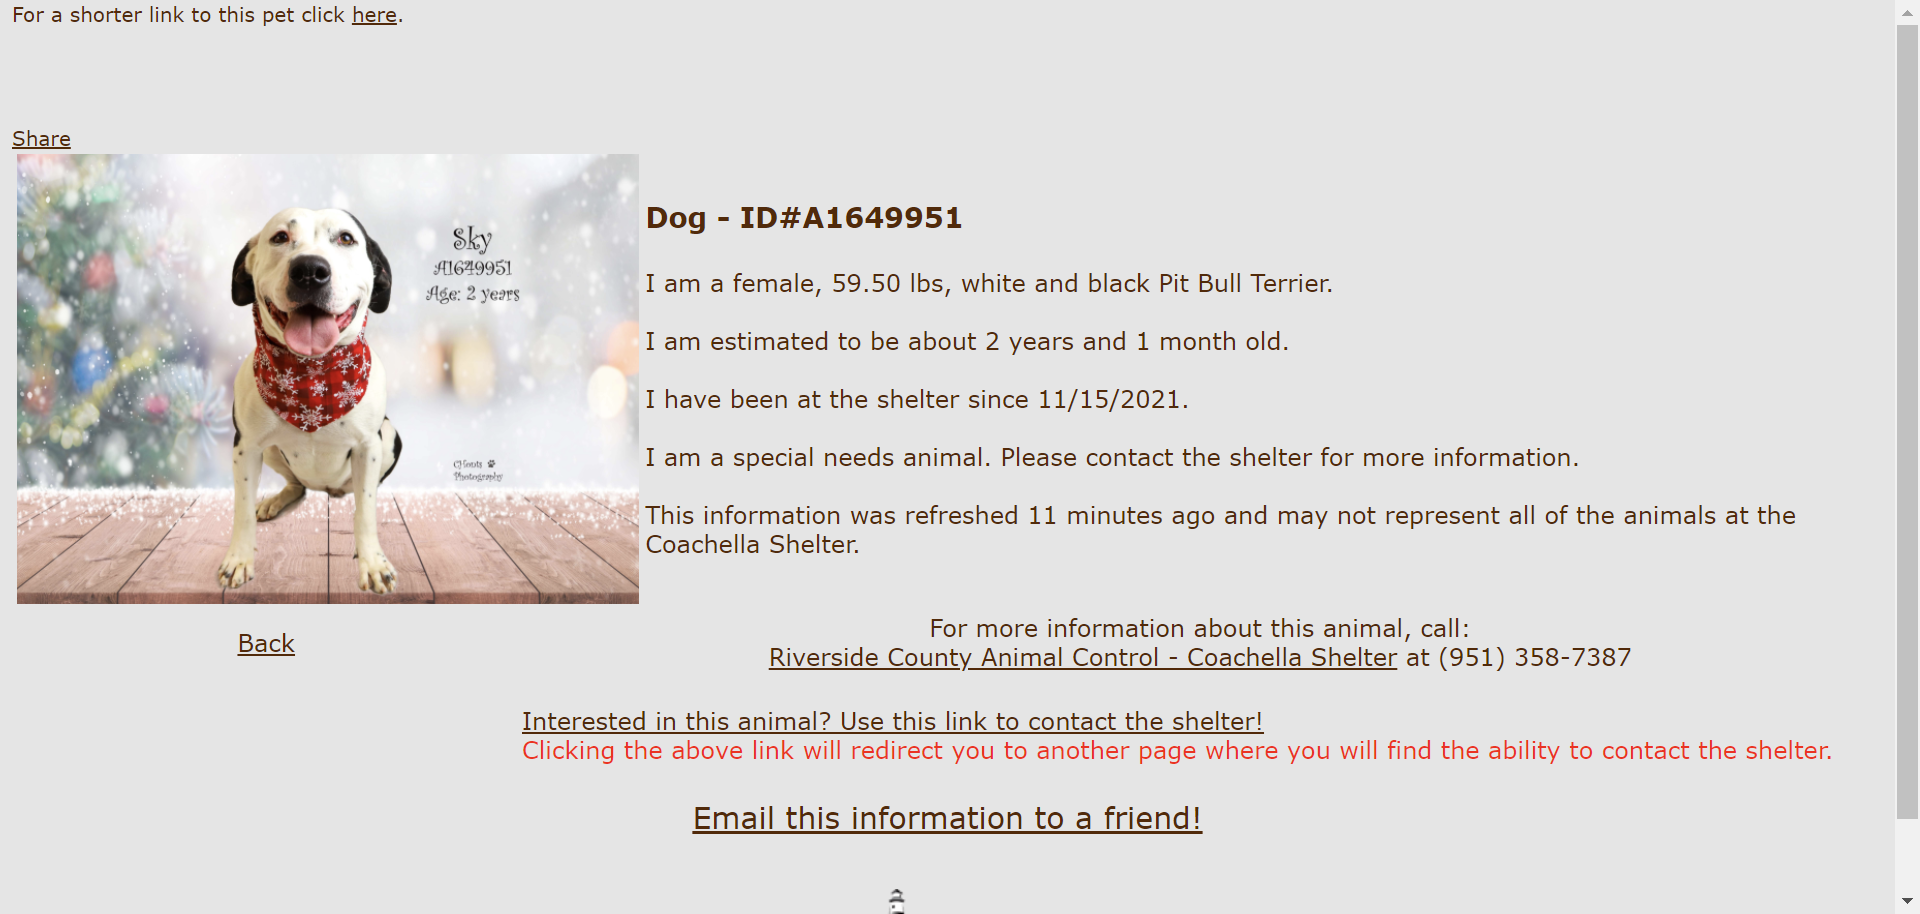 For a shorter link to this pet click here.
Share
Sky
A1649951
Age: 2 years
Photography
Dog - ID#A1649951
I am a female, 59.50 lbs, white and black Pit Bull Terrier.
I am estimated to be about 2 years and 1 month old.
I have been at the shelter since 11/15/2021.
I am a special needs animal. Please contact the shelter for more information.
This information was refreshed 11 minutes ago and may not represent all of the animals at the
Coachella Shelter.
Back
For more information about this animal, call:
Riverside County Animal Control - Coachella Shelter at (951) 358-7387
Interested in this animal? Use this link to contact the shelter!
Clicking the above link will redirect you to another page where you will find the ability to contact the shelter.
Email this information to a friend!